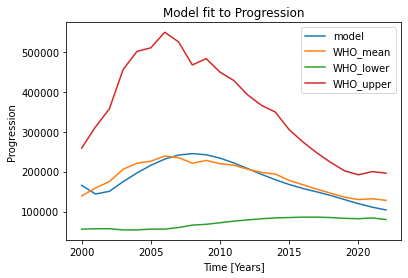 Model fit to Progression
model
WHO_mean
WHO_lower
WHO_upper
500000
400000
300000
200000
100000
Progression
2000
2005
2010
2015
2020
Time [Years]